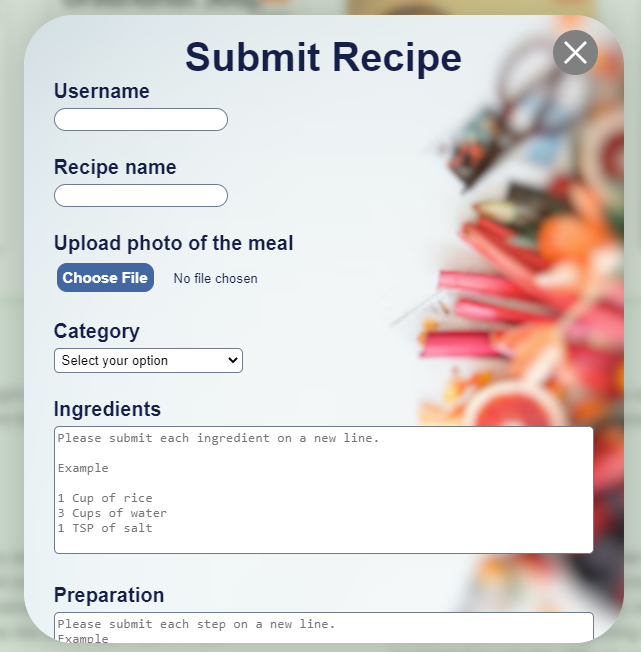 Submit Recipe
Username
Recipe name
Upload photo of the meal
Choose File No file chosen
Category
Select your option
Ingredients
Please submit each ingredient on a new line.
Example
1 Cup of rice
3 Cups of water
1 TSP of salt
Preparation
Please submit each step on a new line.
Example